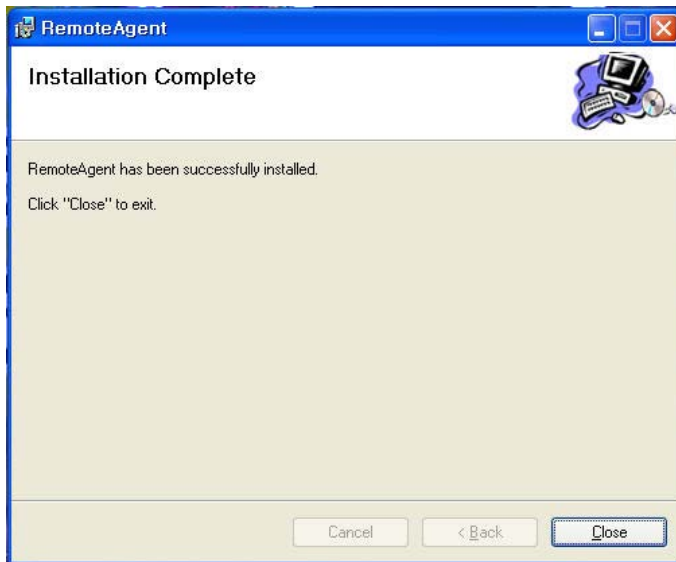 RemoteAgent
Installation Complete
RemoteAgent has been successfully installed.
Click "Close" to exit.
Cancel
< Back
Close